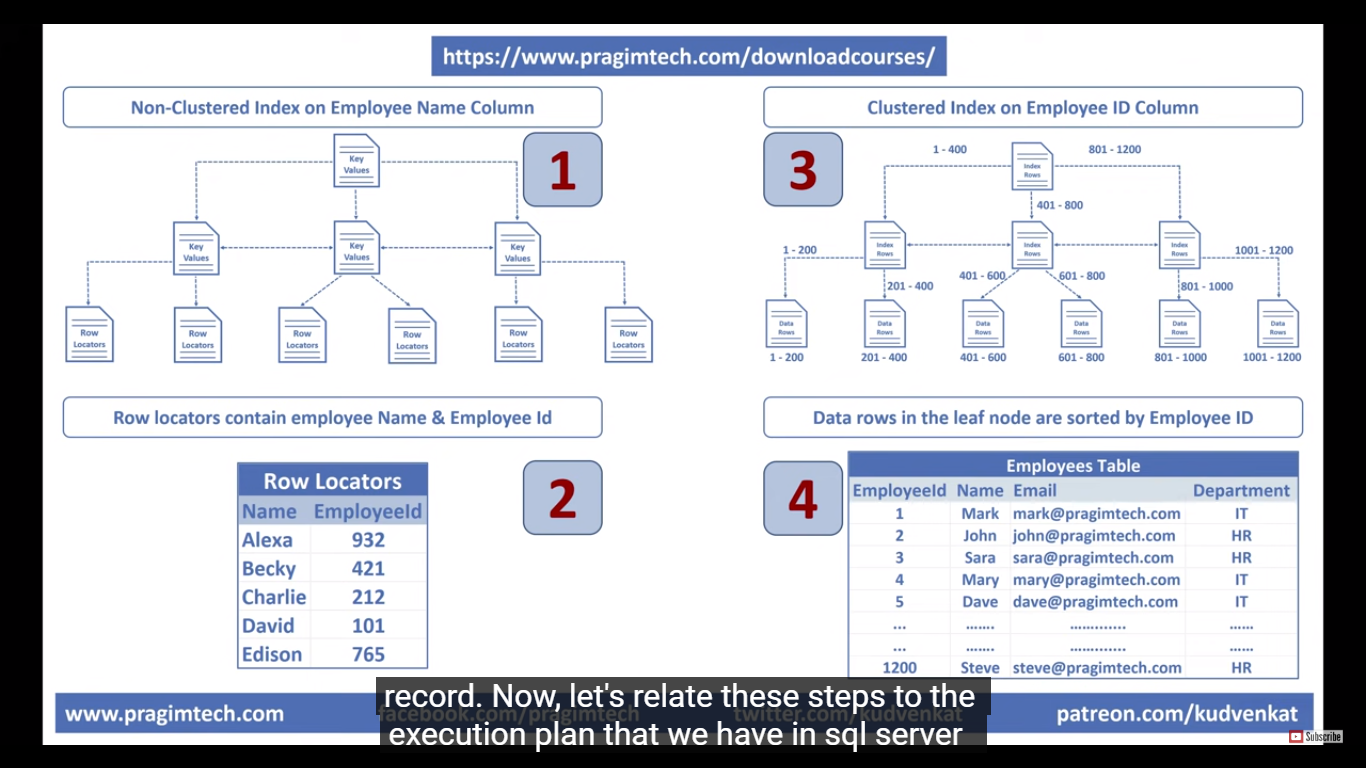 https://www.pragimtech.com/downloadcourses/
Non-Clustered Index on Employee Name Column
1
Key
Values
Key
Values
Key
Values
Key
Values
Row
Locators
Row
Locators
Row
Locators
Row
Locators
Row
Locators
Row
Locators
Clustered Index on Employee ID Column
3
1 - 400
801 - 1200
Index
Rows
401 - 800
Index
Rows
Index
Rows
Index
Rows
1 - 200
201 - 400
401 - 600
601 - 800
801 - 1000
1001 - 1200
Data
Rows
Data
Rows
Data
Rows
Data
Rows
Data
Rows
Data
Rows
1 - 200
201 - 400
401 - 600
601 - 800
801 - 1000
1001 - 1200
Row locators contain employee Name & Employee Id
2
Row Locators
Name EmployeeId
Alexa 932
Becky 421
Charlie 212
David 101
Edison 765
Data rows in the leaf node are sorted by Employee ID
4
Employees Table
EmployeeId Name Email Department
1 Mark mark@pragimtech.com IT
2 John john@pragimtech.com HR
3 Sara sara@pragimtech.com HR
4 Mary mary@pragimtech.com IT
5 Dave dave@pragimtech.com IT
... ....... ............. ......
... ....... ............. ......
1200 Steve steve@pragimtech.com HR
www.pragimtech.com
facebook.com/pragimtech
twitter.com/kudvenkat
patreon.com/kudvenkat
record. Now, let's relate these steps to the
execution plan that we have in sql server
Subscribe